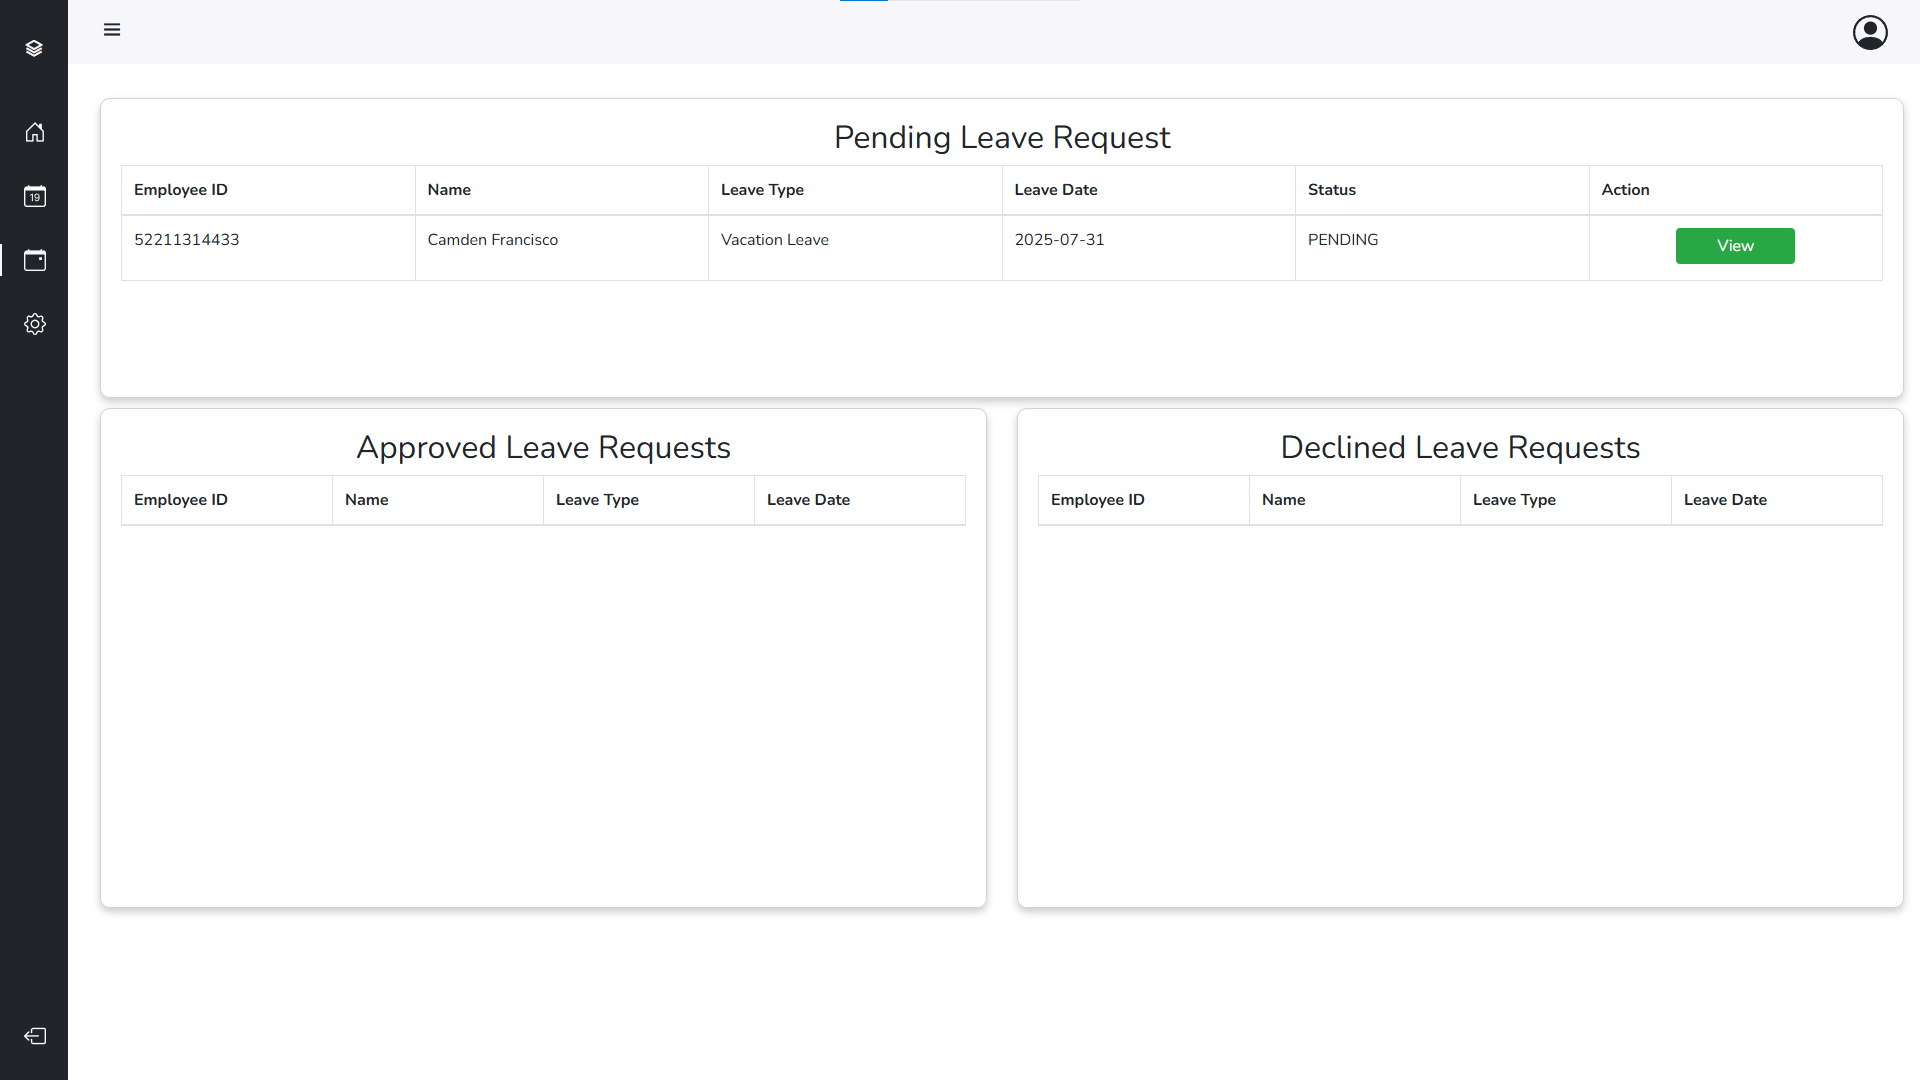 Pending Leave Request
Employee ID Name Leave Type Leave Date Status Action
52211314433 Camden Francisco Vacation Leave 2025-07-31 PENDING View
19
Approved Leave Requests
Employee ID Name Leave Type Leave Date
Declined Leave Requests
Employee ID Name Leave Type Leave Date